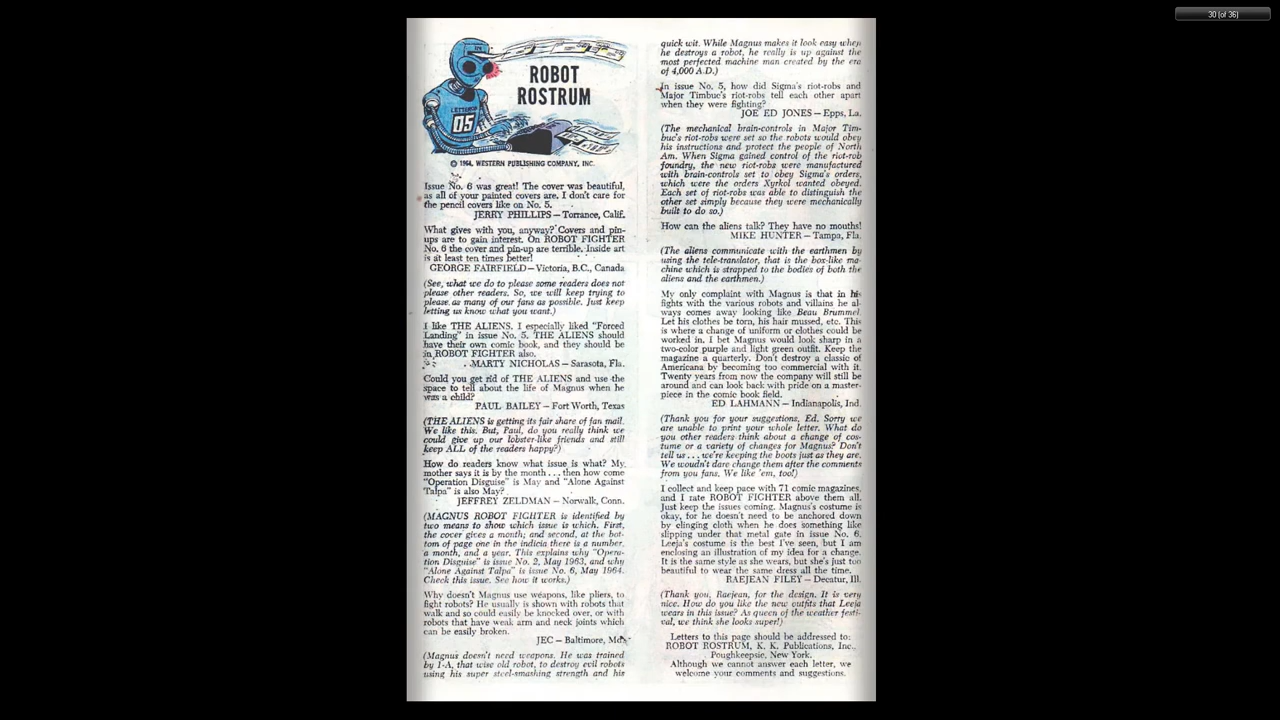 30 (of 36)
ROBOT
ROSTRUM
LETTERS
05
© 1964, WESTERN PUBLISHING COMPANY, INC.
Issue No. 6 was great! The cover was beautiful,
as all of your painted covers are. I don't care for
the pencil covers like on No. 5.
JERRY PHILLIPS — Torrance, Calif.
What gives with you, anyway? Covers and pin-
ups are to gain interest. On ROBOT FIGHTER
No. 6 the cover and pin-up are terrible. Inside art
is at least ten times better!
GEORGE FAIRFIELD — Victoria, B.C., Canada
(See, what we do to please some readers does not
please other readers. So, we will keep trying to
please as many of our fans as possible. Just keep
letting us know what you want.)
I like THE ALIENS. I especially liked "Forced
Landing" in issue No. 5. THE ALIENS should
have their own comic book, and they should be
in ROBOT FIGHTER also.
MARTY NICHOLAS — Sarasota, Fla.
Could you get rid of THE ALIENS and use the
space to tell about the life of Magnus when he
was a child?
PAUL BAILEY — Fort Worth, Texas
(THE ALIENS is getting its fair share of fan mail.
We like this. But, Paul, do you really think we
could give up our lobster-like friends and still
keep ALL of the readers happy?)
How do readers know what issue is what? My
mother says it is by the month . . . then how come
"Operation Disguise" is May and "Alone Against
Talpa" is also May?
JEFFREY ZELDMAN — Norwalk, Conn.
(MAGNUS ROBOT FIGHTER is identified by
two means to show which issue is which. First,
the cover gives a month; and second, at the bot-
tom of page one in the indicia there is a number,
a month, and a year. This explains why "Opera-
tion Disguise" is issue No. 2, May 1963, and why
"Alone Against Talpa" is issue No. 6, May 1964.
Check this issue. See how it works.)
Why doesn't Magnus use weapons, like pliers, to
fight robots? He usually is shown with robots that
walk and so could easily be knocked over, or with
robots that have weak arm and neck joints which
can be easily broken.
JEC — Baltimore, Md.
(Magnus doesn't need weapons. He was trained
by 1-A, that wise old robot, to destroy evil robots
using his super steel-smashing strength and his
quick wit. While Magnus makes it look easy when
he destroys a robot, he really is up against the
most perfected machine man created by the era
of 4,000 A.D.)
In issue No. 5, how did Sigma's riot-robs and
Major Timbuc's riot-robs tell each other apart
when they were fighting?
JOE ED JONES — Epps, La.
(The mechanical brain-controls in Major Tim-
buc's riot-robs were set so the robots would obey
his instructions and protect the people of North
Am. When Sigma gained control of the riot-rob
foundry, the new riot-robs were manufactured
with brain-controls set to obey Sigma's orders,
which were the orders Xyrkol wanted obeyed.
Each set of riot-robs was able to distinguish the
other set simply because they were mechanically
built to do so.)
How can the aliens talk? They have no mouths!
MIKE HUNTER — Tampa, Fla.
(The aliens communicate with the earthmen by
using the tele-translator, that is the box-like ma-
chine which is strapped to the bodies of both the
aliens and the earthmen.)
My only complaint with Magnus is that in his
fights with the various robots and villains he al-
ways comes away looking like Beau Brummel.
Let his clothes be torn, his hair mussed, etc. This
is where a change of uniform or clothes could be
worked in. I bet Magnus would look sharp in a
two-color purple and light green outfit. Keep the
magazine a quarterly. Don't destroy a classic of
Americana by becoming too commercial with it.
Twenty years from now the company will still be
around and can look back with pride on a master-
piece in the comic book field.
ED LAHMANN — Indianapolis, Ind.
(Thank you for your suggestions, Ed. Sorry we
are unable to print your whole letter. What do
you other readers think about a change of cos-
tume or a variety of changes for Magnus? Don't
tell us . . . we're keeping the boots just as they are.
We woudn't dare change them after the comments
from you fans. We like 'em, too!)
I collect and keep pace with 71 comic magazines,
and I rate ROBOT FIGHTER above them all.
Just keep the issues coming. Magnus's costume is
okay, for he doesn't need to be anchored down
by clinging cloth when he does something like
slipping under that metal gate in issue No. 6.
Leeja's costume is the best I've seen, but I am
enclosing an illustration of my idea for a change.
It is the same style as she wears, but she's just too
beautiful to wear the same dress all the time.
RAEJEAN FILEY — Decatur, Ill.
(Thank you, Raejean, for the design. It is very
nice. How do you like the new outfits that Leeja
wears in this issue? As queen of the weather festi-
val, we think she looks super!)
Letters to this page should be addressed to:
ROBOT ROSTRUM, K. K. Publications, Inc.,
Poughkeepsie, New York.
Although we cannot answer each letter, we
welcome your comments and suggestions.